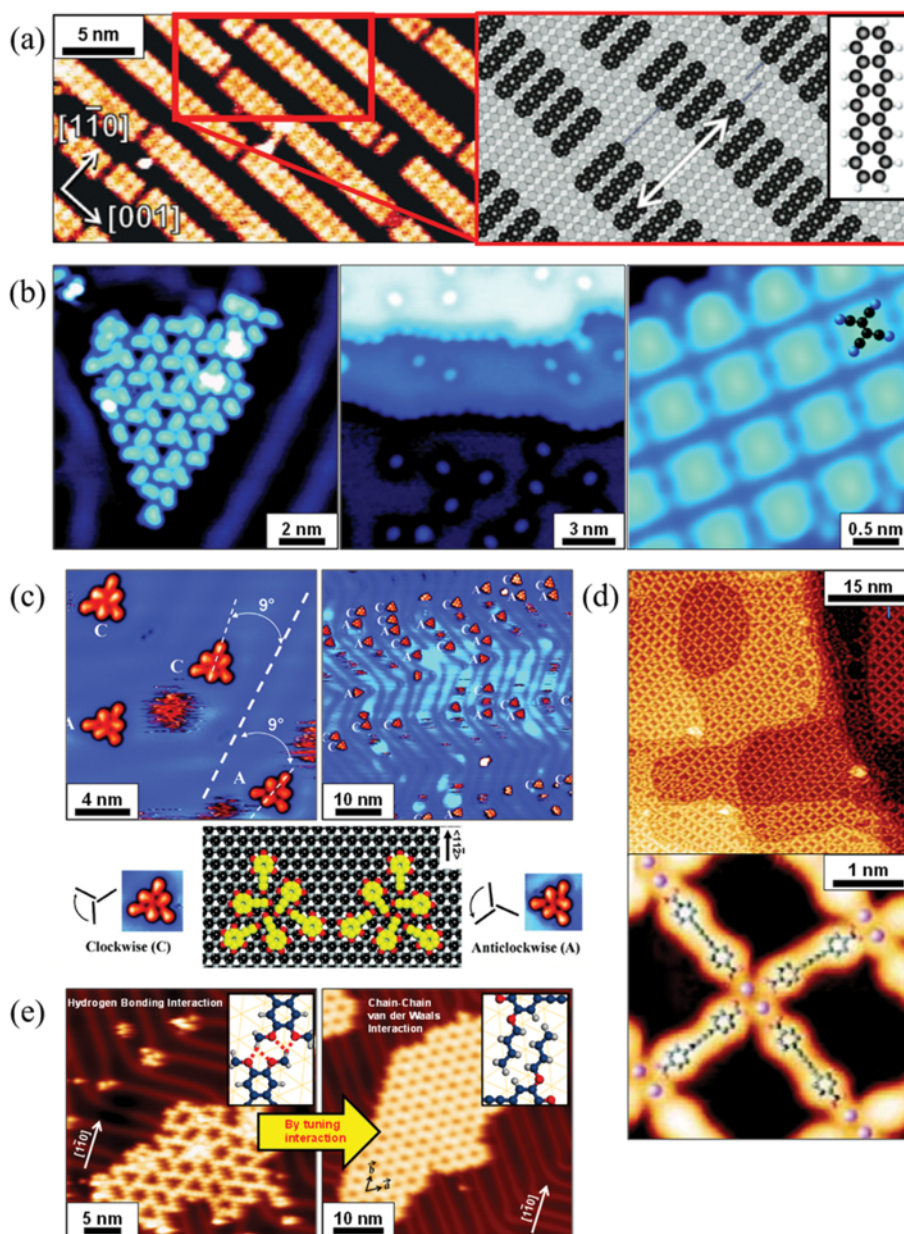 (a)
5 nm
[11̄0]
[001]
(b)
2 nm
3 nm
0.5 nm
(c)
C
C
9°
A
9°
A
4 nm
10 nm
<112̄>
Clockwise (C)
Anticlockwise (A)
(d)
15 nm
1 nm
(e)
Hydrogen Bonding Interaction
[11̄0]
5 nm
By tuning
interaction
Chain-Chain
van der Waals
Interaction
b
a
[11̄0]
10 nm